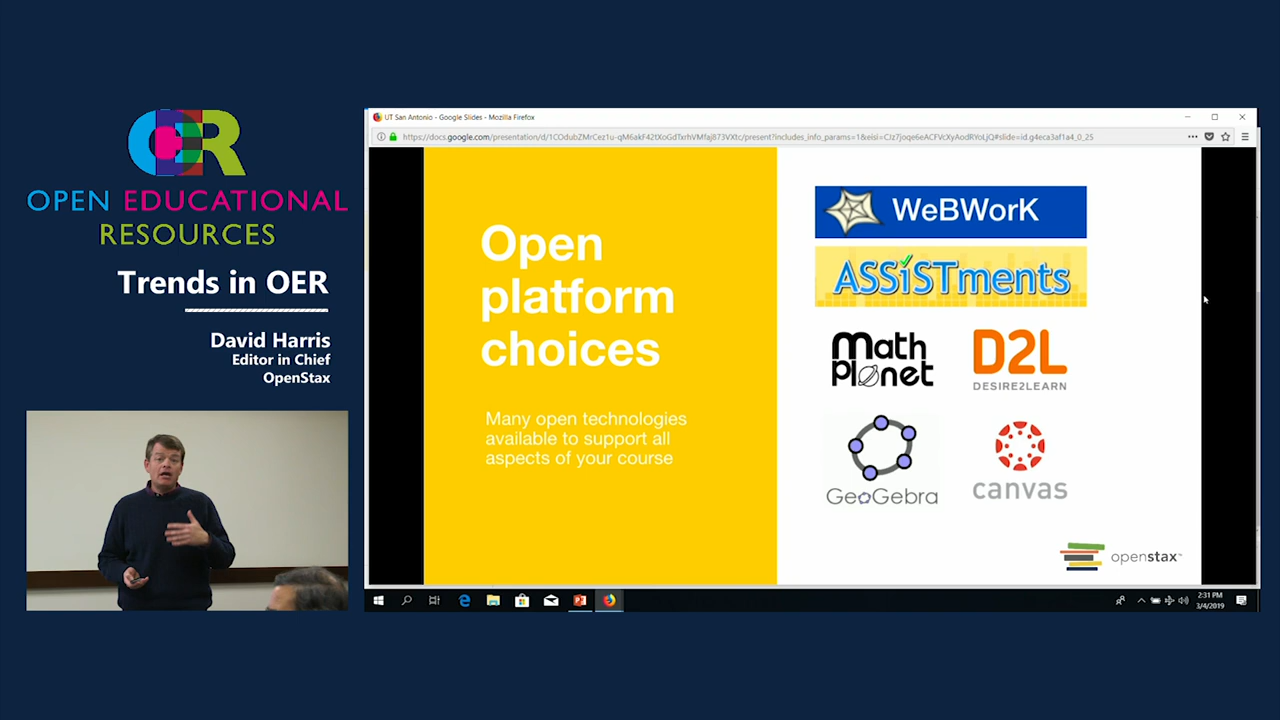 OER
OPEN EDUCATIONAL
RESOURCES
Trends in OER
David Harris
Editor in Chief
OpenStax
UT San Antonio - Google Slides - Mozilla Firefox
Open
platform
choices
Many open technologies
available to support all
aspects of your course
WeBWorK
ASSiSTments
Math
Planet
D2L
DESIRE2LEARN
GeoGebra
canvas
openstax™
2:31 PM
3/4/2019